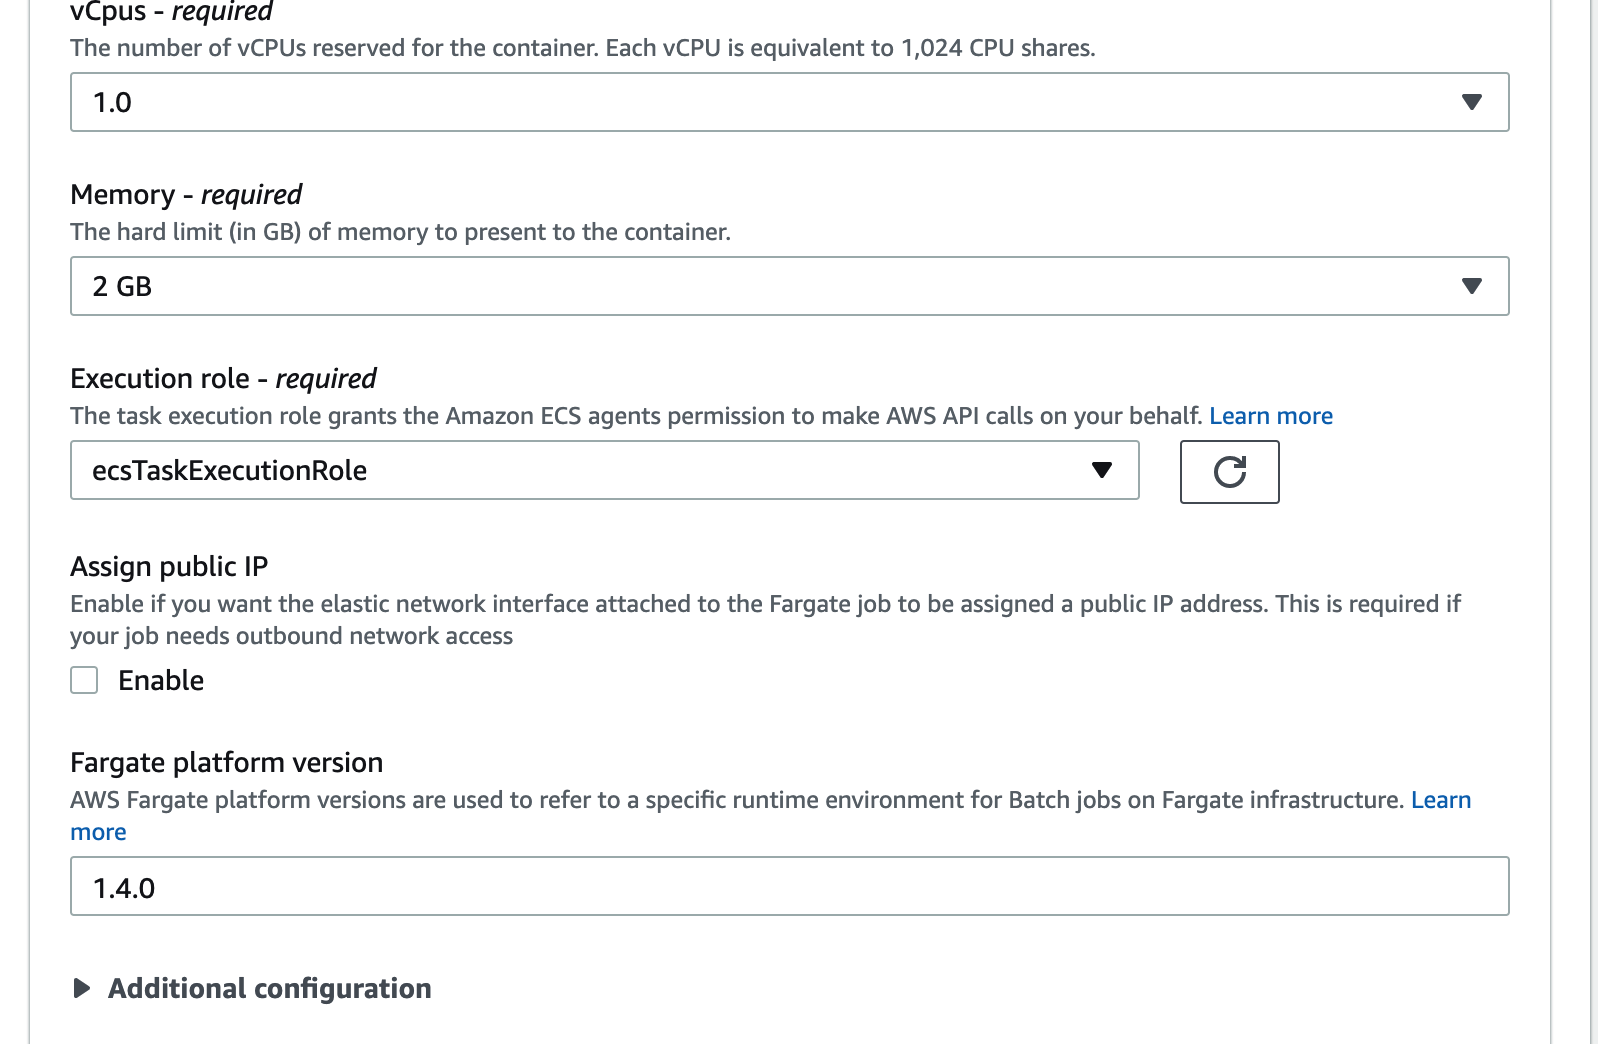 vCpus - required
The number of vCPUs reserved for the container. Each vCPU is equivalent to 1,024 CPU shares.
1.0
Memory - required
The hard limit (in GB) of memory to present to the container.
2 GB
Execution role - required
The task execution role grants the Amazon ECS agents permission to make AWS API calls on your behalf. Learn more
ecsTaskExecutionRole
Assign public IP
Enable if you want the elastic network interface attached to the Fargate job to be assigned a public IP address. This is required if
your job needs outbound network access
Enable
Fargate platform version
AWS Fargate platform versions are used to refer to a specific runtime environment for Batch jobs on Fargate infrastructure. Learn
more
1.4.0
Additional configuration